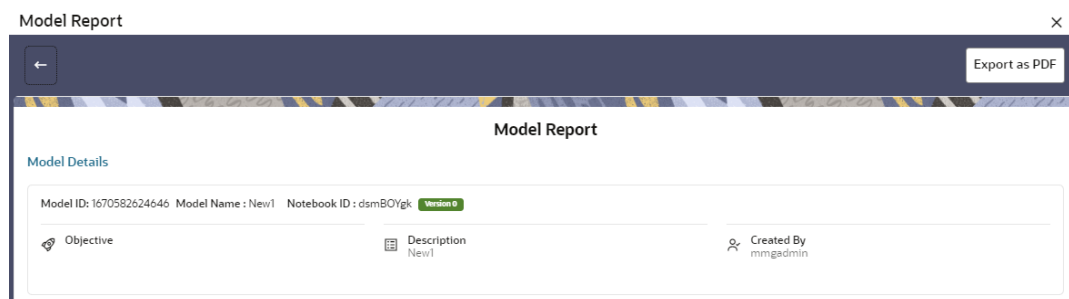 Model Report
Export as PDF
Model Report
Model Details
Model ID: 1670582624646 Model Name : New1 Notebook ID : dsmBOYgk Version 0
Objective
Description
New1
Created By
mmgadmin